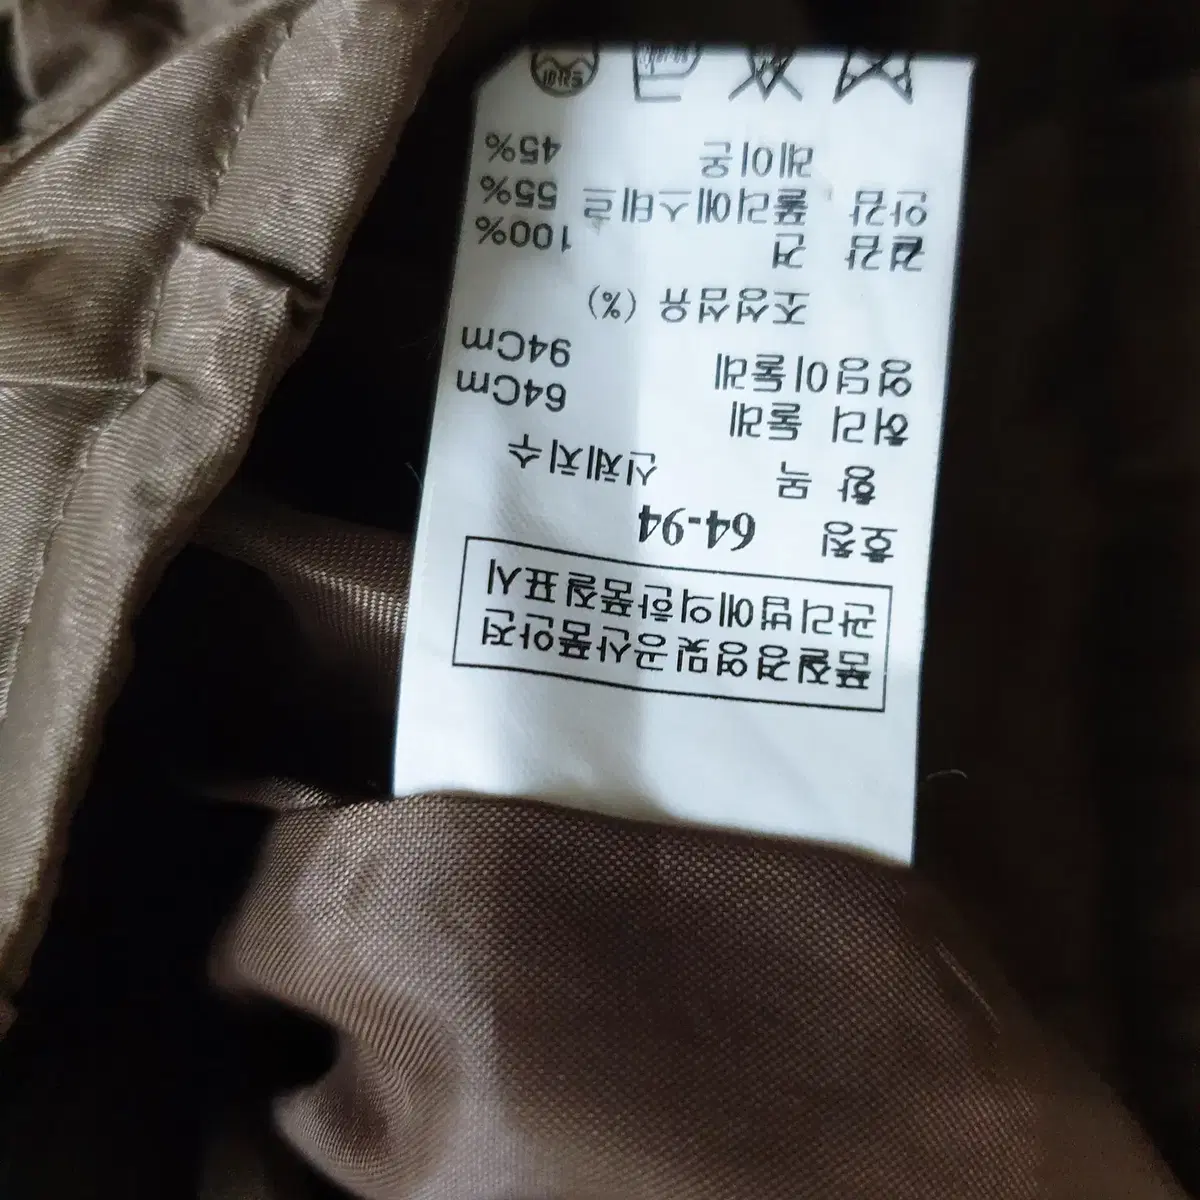 품질경영및공산품안전
관리법에의한품질표시
호칭 64-94
항 목 신체치수
허리 둘레 64Cm
엉덩이둘레 94Cm
조성섬유 (%)
겉감 견 100%
안감 폴리에스테르 55%
레이온 45%